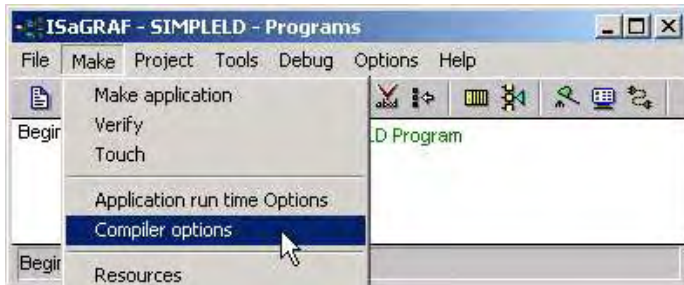 ISaGRAF - SIMPLELD - Programs
File Make Project Tools Debug Options Help
Make application
Verify
Touch
Application run time Options
Compiler options
Resources
Begin
LD Program
Begin